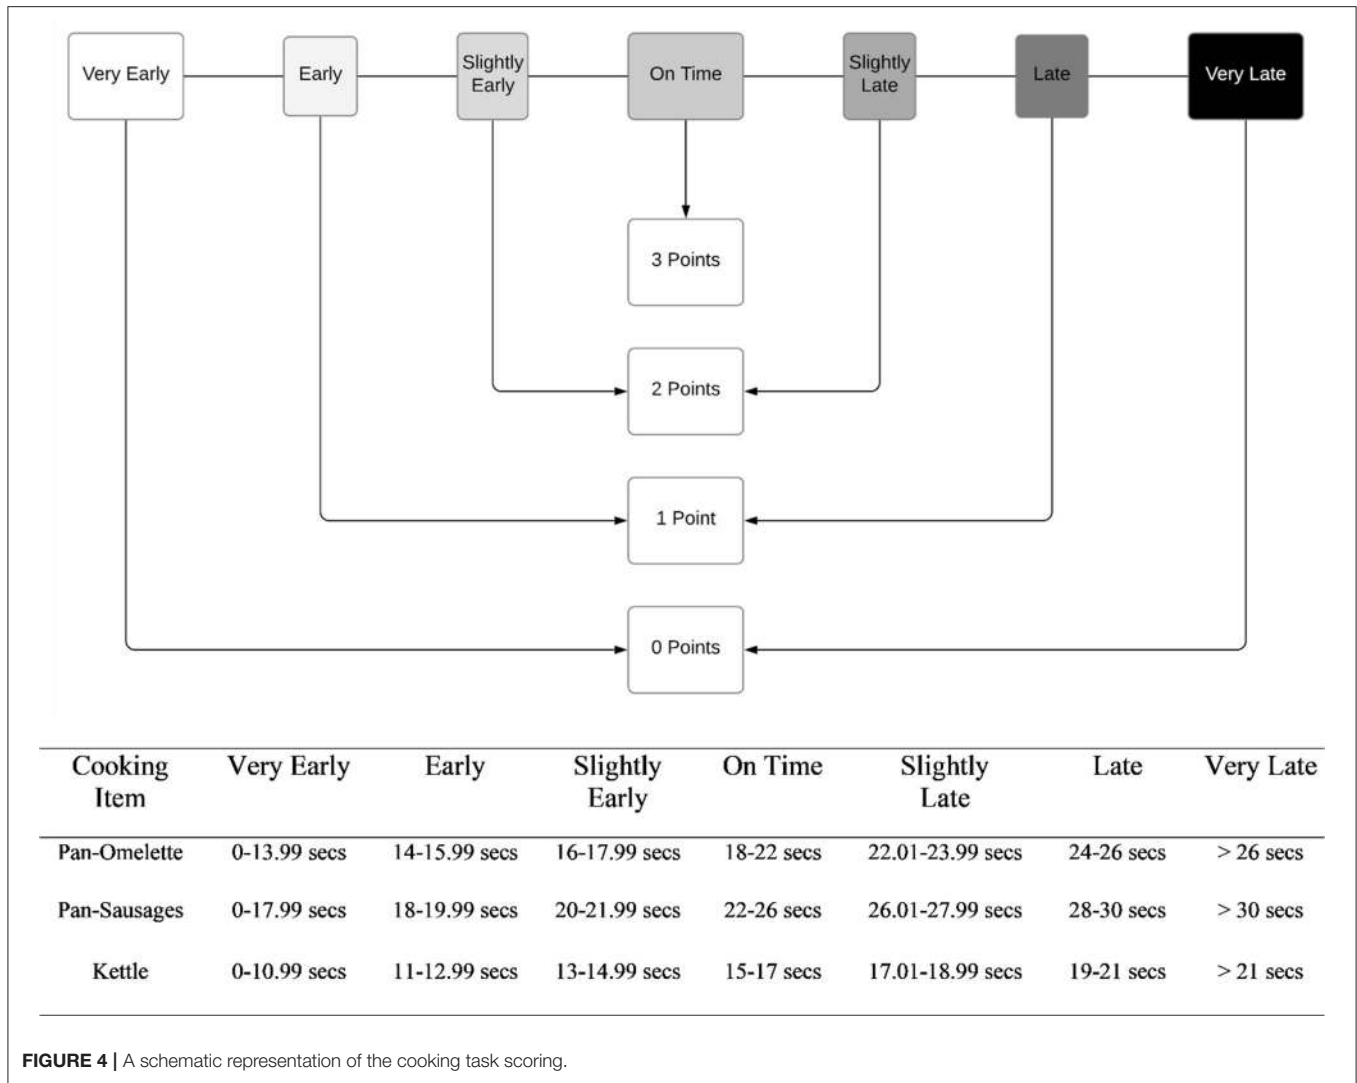 Very Early
Early
Slightly
Early
On Time
Slightly
Late
Late
Very Late
3 Points
2 Points
1 Point
0 Points
Cooking Item Very Early Early Slightly Early On Time Slightly Late Late Very Late
Pan-Omelette 0-13.99 secs 14-15.99 secs 16-17.99 secs 18-22 secs 22.01-23.99 secs 24-26 secs > 26 secs
Pan-Sausages 0-17.99 secs 18-19.99 secs 20-21.99 secs 22-26 secs 26.01-27.99 secs 28-30 secs > 30 secs
Kettle 0-10.99 secs 11-12.99 secs 13-14.99 secs 15-17 secs 17.01-18.99 secs 19-21 secs > 21 secs
FIGURE 4 | A schematic representation of the cooking task scoring.